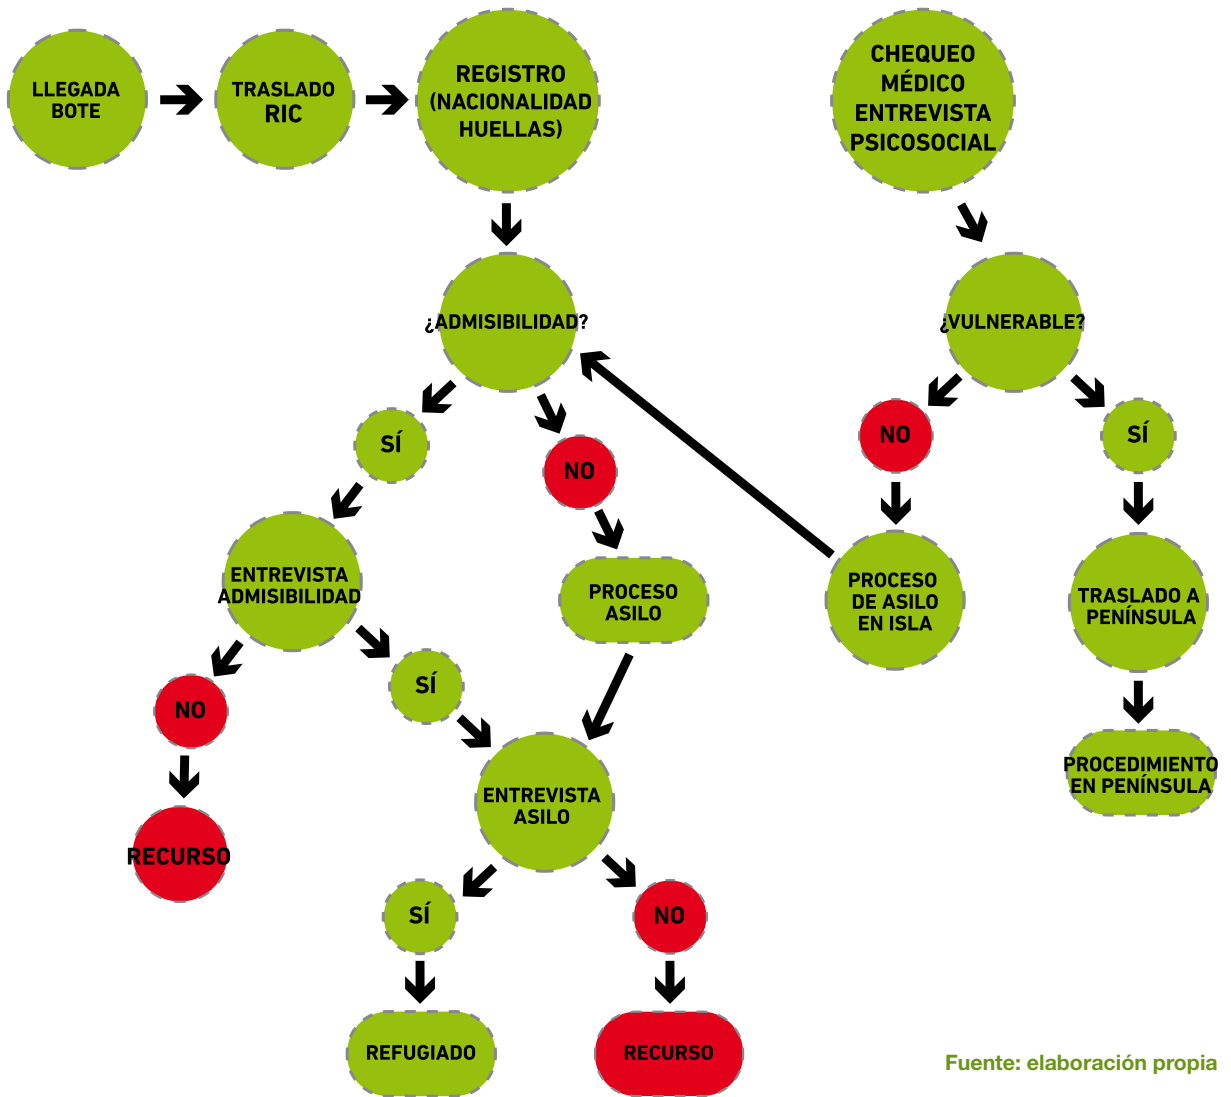 LLEGADA
BOTE
TRASLADO
RIC
REGISTRO
(NACIONALIDAD
HUELLAS)
CHEQUEO
MÉDICO
ENTREVISTA
PSICOSOCIAL
¿ADMISIBILIDAD?
¿VULNERABLE?
SÍ
NO
NO
SÍ
ENTREVISTA
ADMISIBILIDAD
PROCESO
ASILO
PROCESO
DE ASILO
EN ISLA
TRASLADO A
PENÍNSULA
NO
SÍ
PROCEDIMIENTO
EN PENÍNSULA
ENTREVISTA
ASILO
RECURSO
SÍ
NO
REFUGIADO
RECURSO
Fuente: elaboración propia